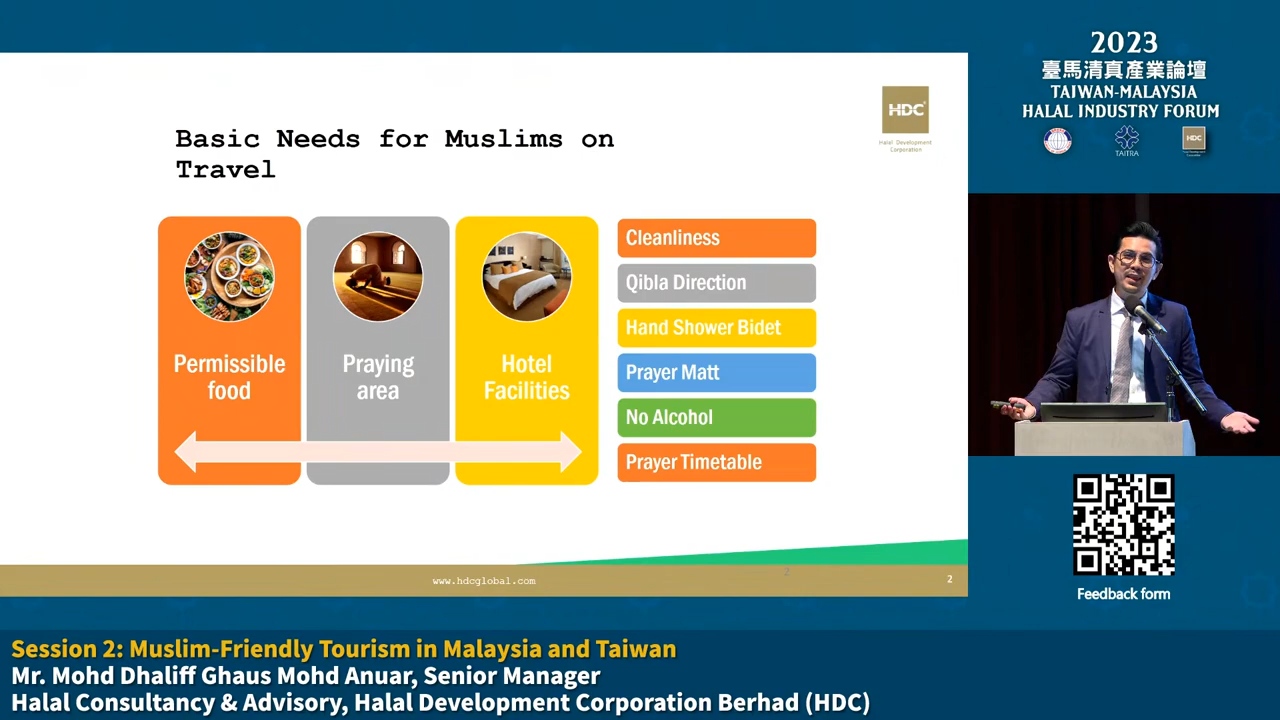 Basic Needs for Muslims on
Travel
HDC
Halal Development
Corporation
Permissible
food
Praying
area
Hotel
Facilities
Cleanliness
Qibla Direction
Hand Shower Bidet
Prayer Matt
No Alcohol
Prayer Timetable
www.hdcglobal.com
2
2
2023
臺馬清真產業論壇
TAIWAN-MALAYSIA
HALAL INDUSTRY FORUM
TAITRA
HDC
Feedback form
Session 2: Muslim-Friendly Tourism in Malaysia and Taiwan
Mr. Mohd Dhaliff Ghaus Mohd Anuar, Senior Manager
Halal Consultancy & Advisory, Halal Development Corporation Berhad (HDC)